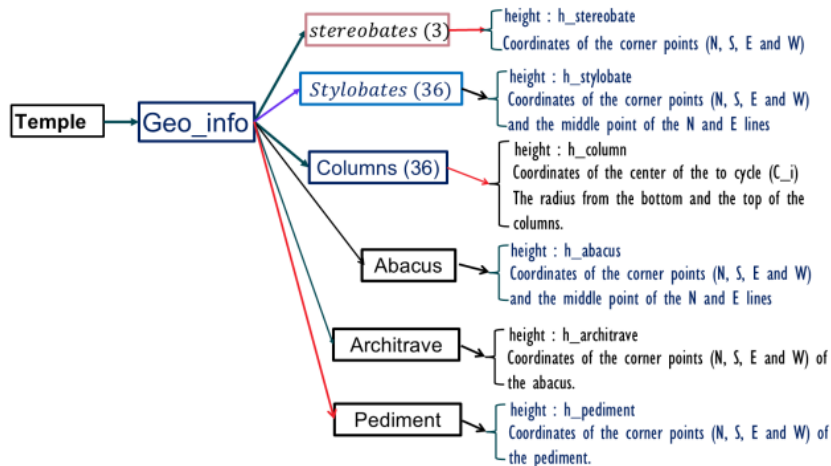 Temple
Geo_info
stereobates (3)
height : h_stereobate
Coordinates of the corner points (N, S, E and W)
Stylobates (36)
height : h_stylobate
Coordinates of the corner points (N, S, E and W)
and the middle point of the N and E lines
Columns (36)
height : h_column
Coordinates of the center of the to cycle (C_i)
The radius from the bottom and the top of the
columns.
Abacus
height : h_abacus
Coordinates of the corner points (N, S, E and W)
and the middle point of the N and E lines
Architrave
height : h_architrave
Coordinates of the corner points (N, S, E and W) of
the abacus.
Pediment
height : h_pediment
Coordinates of the corner points (N, S, E and W) of
the pediment.